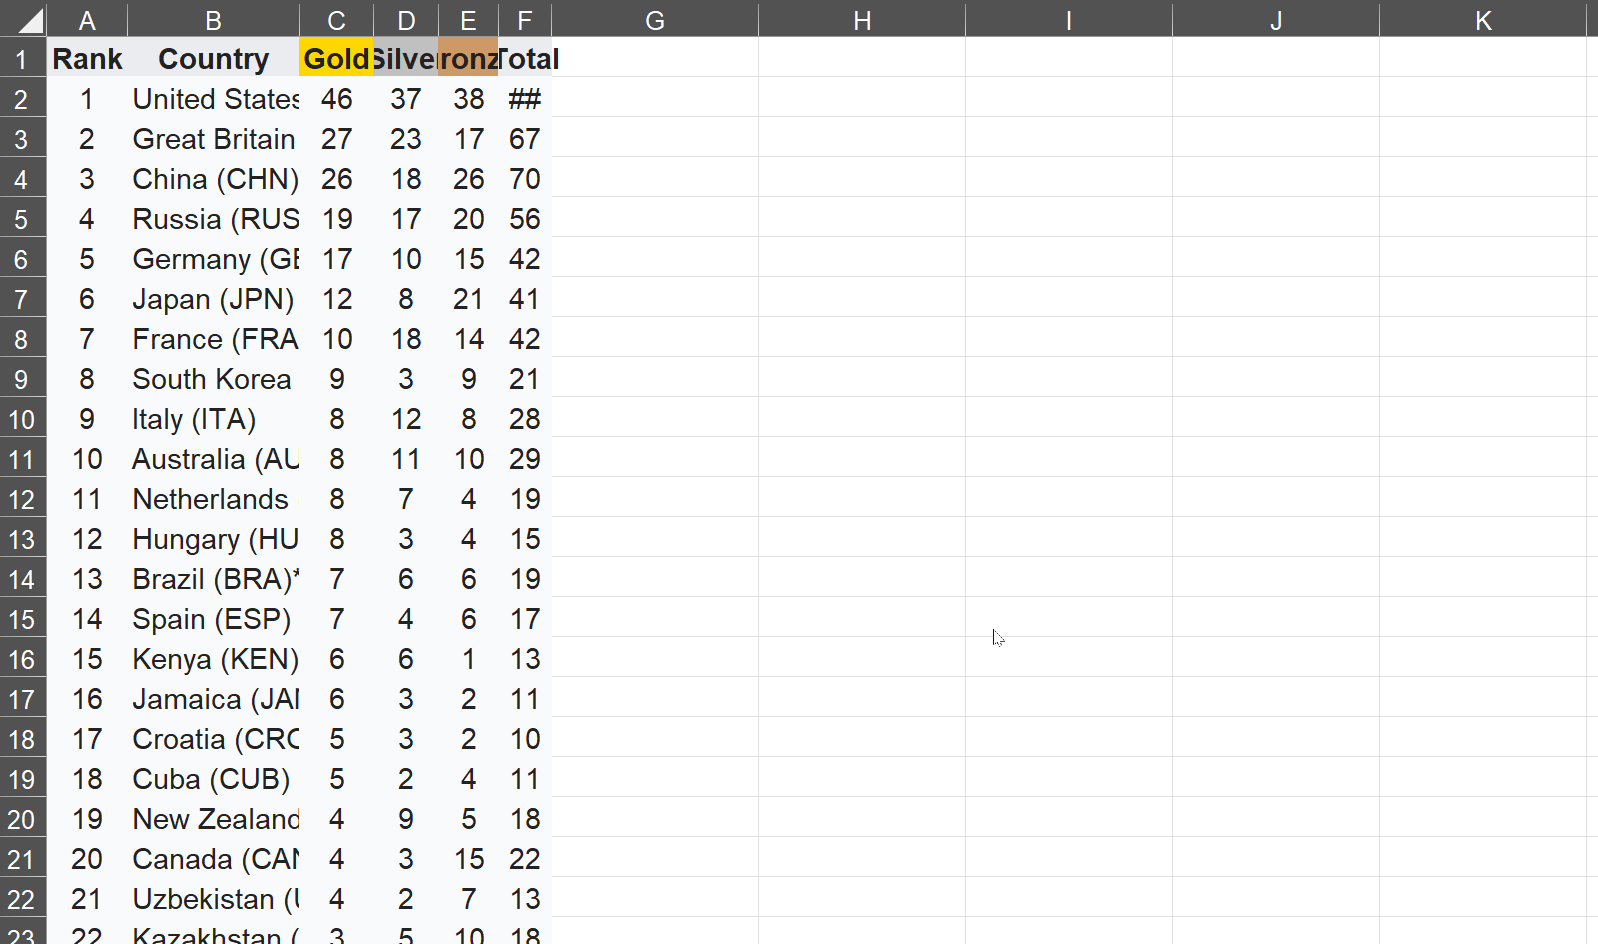 A B C D E F G H I J K
1 Rank Country Gold Silve ronz Total
2 1 United States 46 37 38 ##
3 2 Great Britain 27 23 17 67
4 3 China (CHN) 26 18 26 70
5 4 Russia (RUS 19 17 20 56
6 5 Germany (GE 17 10 15 42
7 6 Japan (JPN) 12 8 21 41
8 7 France (FRA 10 18 14 42
9 8 South Korea 9 3 9 21
10 9 Italy (ITA) 8 12 8 28
11 10 Australia (AU 8 11 10 29
12 11 Netherlands 8 7 4 19
13 12 Hungary (HU 8 3 4 15
14 13 Brazil (BRA)* 7 6 6 19
15 14 Spain (ESP) 7 4 6 17
16 15 Kenya (KEN) 6 6 1 13
17 16 Jamaica (JAM 6 3 2 11
18 17 Croatia (CRO 5 3 2 10
19 18 Cuba (CUB) 5 2 4 11
20 19 New Zealand 4 9 5 18
21 20 Canada (CAN 4 3 15 22
22 21 Uzbekistan (U 4 2 7 13
23 22 Kazakhstan ( 3 5 10 18